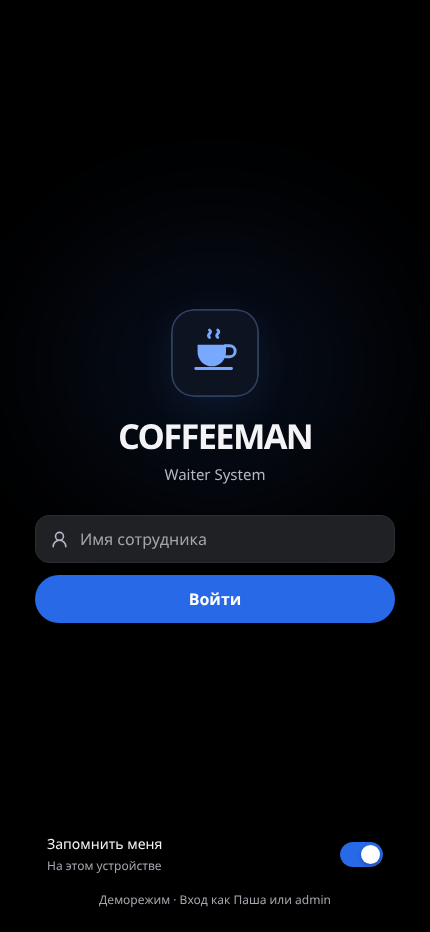 COFFEEMAN
Waiter System
Имя сотрудника
Войти
Запомнить меня
На этом устройстве
Деморежим · Вход как Паша или admin